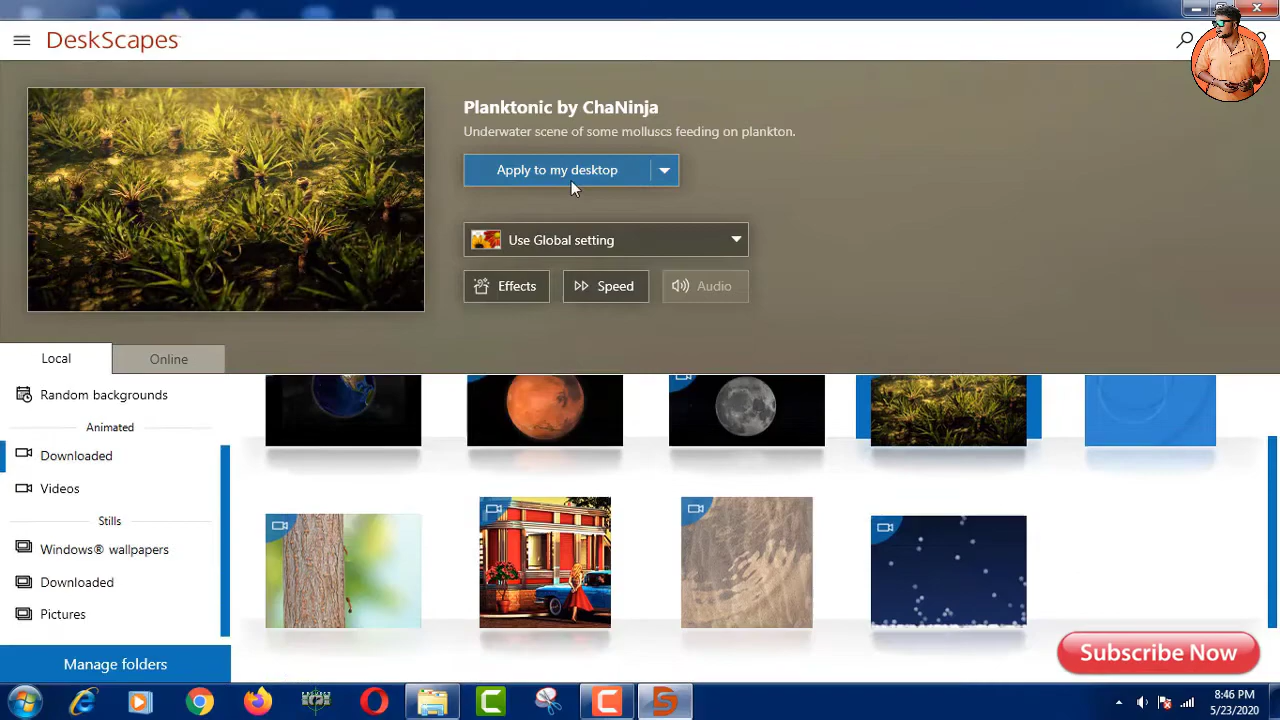 DeskScapes
Planktonic by ChaNinja
Underwater scene of some molluscs feeding on plankton.
Apply to my desktop
Use Global setting
Effects
Speed
Audio
Local
Online
Random backgrounds
Animated
Downloaded
Videos
Stills
Windows® wallpapers
Downloaded
Pictures
Manage folders
Subscribe Now
8:46 PM
5/23/2020